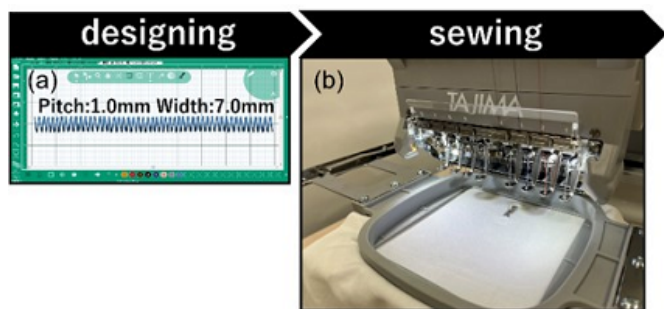 designing
sewing
(a)
Pitch:1.0mm Width:7.0mm
(b)
TAJIMA